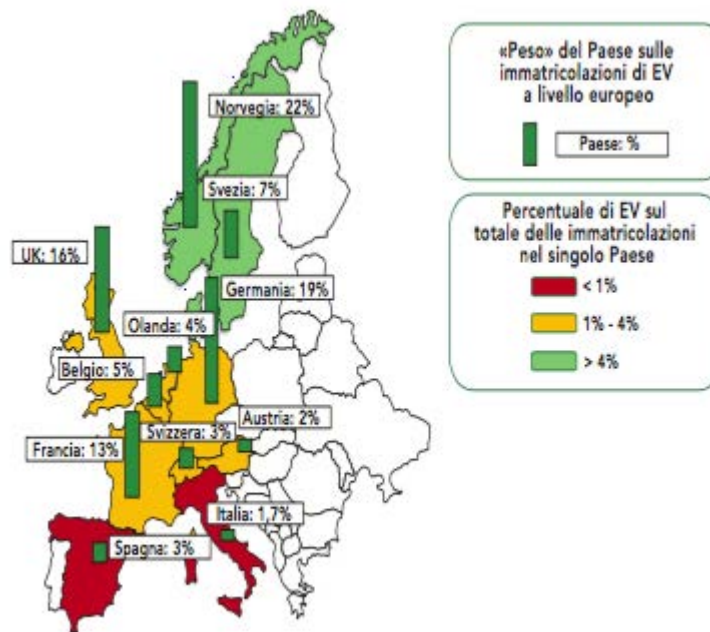 Norvegia: 22%
Svezia: 7%
UK: 16%
Germania: 19%
Olanda: 4%
Belgio: 5%
Austria: 2%
Svizzera: 3%
Francia: 13%
Italia: 1,7%
Spagna: 3%
«Peso» del Paese sulle
immatricolazioni di EV
a livello europeo
Paese: %
Percentuale di EV sul
totale delle immatricolazioni
nel singolo Paese
< 1%
1% - 4%
> 4%